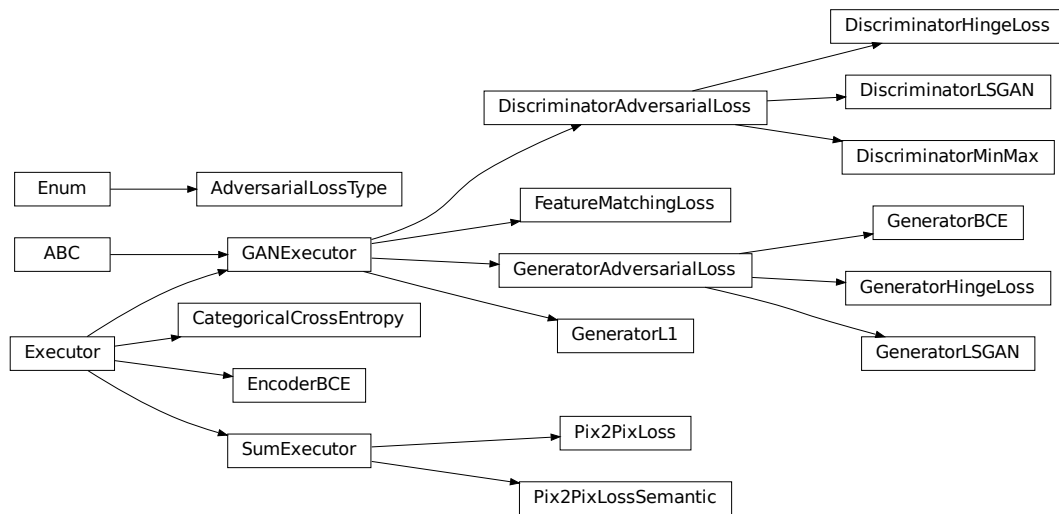 DiscriminatorHingeLoss
DiscriminatorLSGAN
DiscriminatorAdversarialLoss
DiscriminatorMinMax
Enum
AdversarialLossType
FeatureMatchingLoss
GeneratorBCE
ABC
GANExecutor
GeneratorAdversarialLoss
GeneratorHingeLoss
CategoricalCrossEntropy
GeneratorL1
Executor
GeneratorLSGAN
EncoderBCE
Pix2PixLoss
SumExecutor
Pix2PixLossSemantic